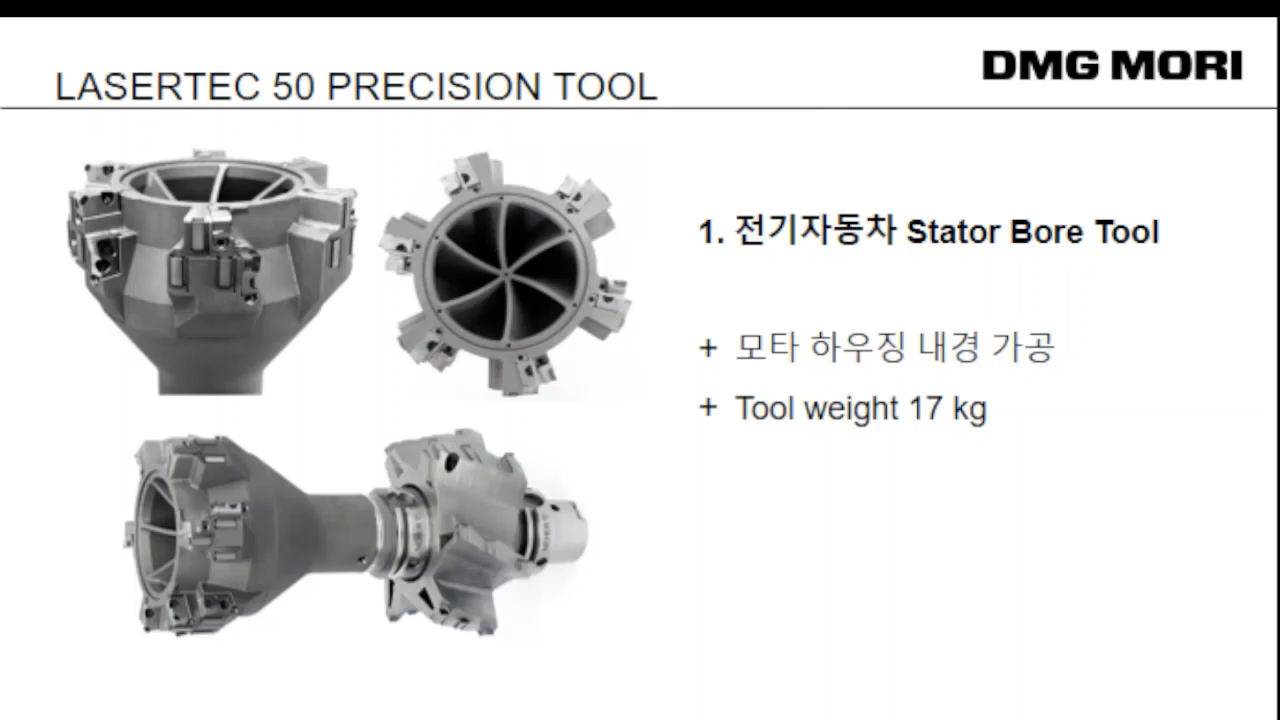 DMG MORI
LASERTEC 50 PRECISION TOOL
1. 전기자동차 Stator Bore Tool
+ 모타 하우징 내경 가공
+ Tool weight 17 kg